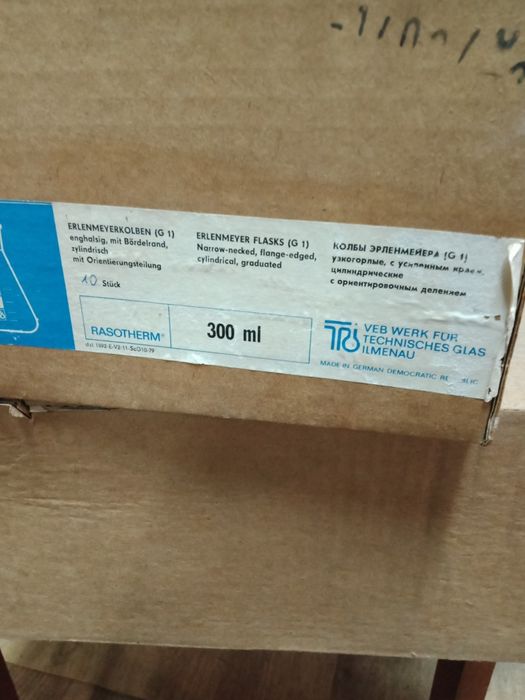 ERLENMEYERKOLBEN (G 1)
enghalsig, mit Bördelrand,
zylindrisch
mit Orientierungsteilung
10 Stück
ERLENMEYER FLASKS (G 1)
Narrow-necked, flange-edged,
cylindrical, graduated
КОЛБЫ ЭРЛЕНМЕЙЕРА (G 1)
узкогорлые, с усиленным краем,
цилиндрические
с ориентировочным делением
RASOTHERM®
300 ml
VEB WERK FÜR
TECHNISCHES GLAS
ILMENAU
MADE IN GERMAN DEMOCRATIC